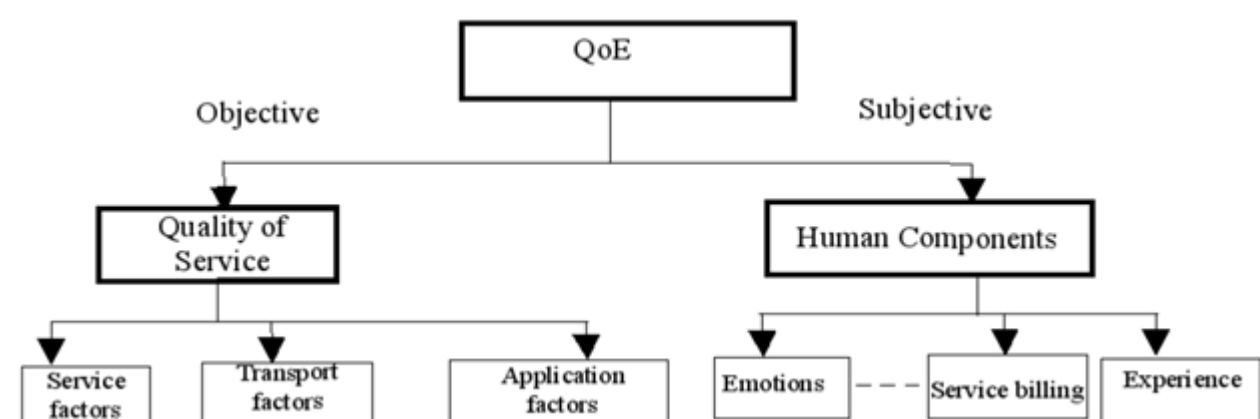 QoE
Objective
Subjective
Quality of
Service
Human Components
Service
factors
Transport
factors
Application
factors
Emotions
Service billing
Experience